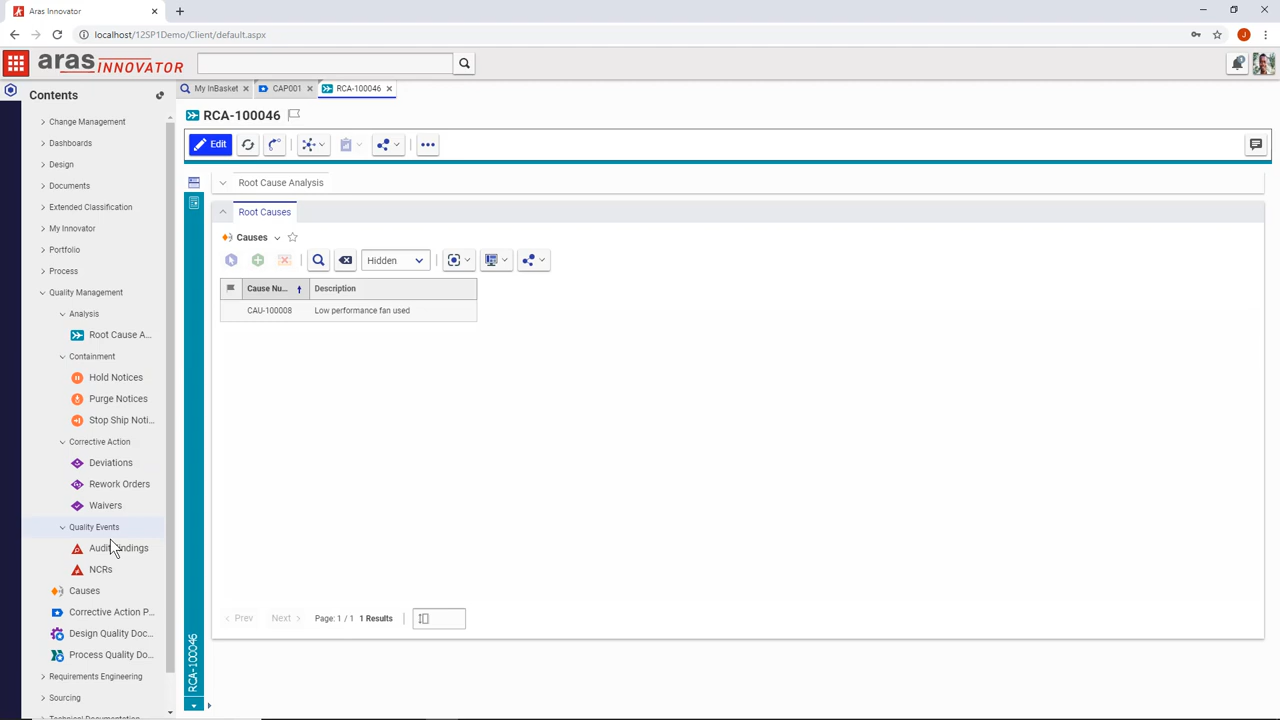 Aras Innovator
localhost/12SP1Demo/Client/default.aspx
J
aras INNOVATOR
Contents
Change Management
Dashboards
Design
Documents
Extended Classification
My Innovator
Portfolio
Process
Quality Management
Analysis
Root Cause A...
Containment
Hold Notices
Purge Notices
Stop Ship Noti...
Corrective Action
Deviations
Rework Orders
Waivers
Quality Events
Audit Findings
NCRs
Causes
Corrective Action P...
Design Quality Doc...
Process Quality Do...
Requirements Engineering
Sourcing
Technical Documentation
My InBasket
CAP001
RCA-100046
RCA-100046
Edit
Root Cause Analysis
Root Causes
Causes
Hidden
Cause Nu... Description
CAU-100008 Low performance fan used
Prev Next Page: 1 / 1 1 Results
RCA-100046